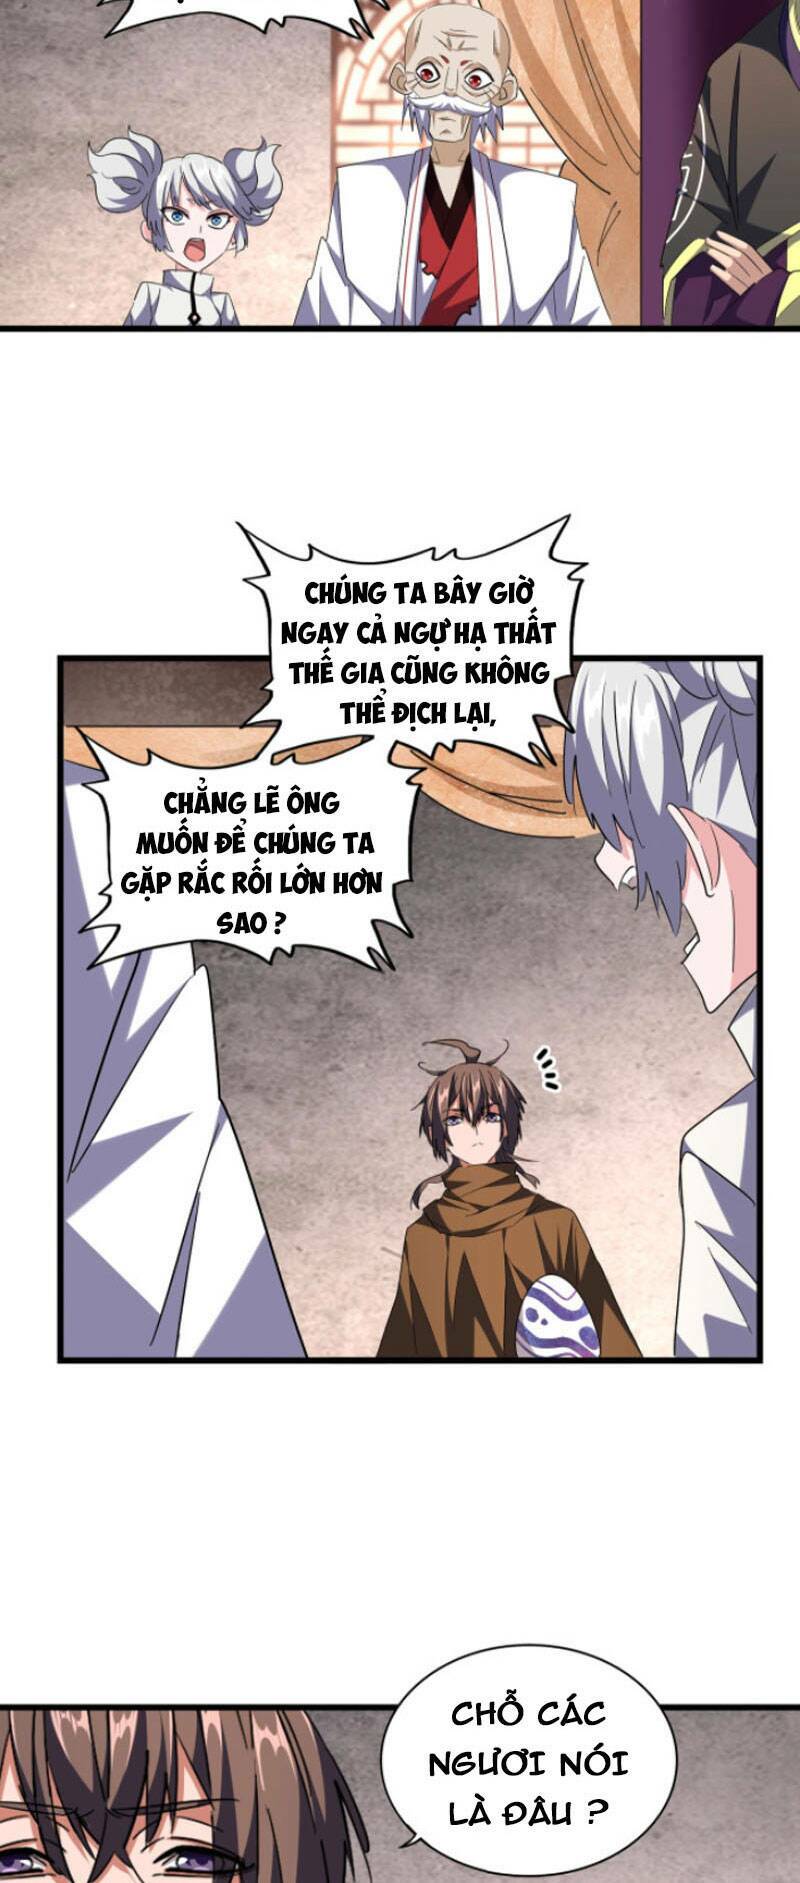 CHÚNG TA BÂY GIỜ
NGAY CẢ NGỰ HẠ THẤT
THẾ GIA CŨNG KHÔNG
THỂ ĐỊCH LẠI,
CHẲNG LẼ ÔNG
MUỐN ĐỂ CHÚNG TA
GẶP RẮC RỐI LỚN HƠN
SAO ?
CHỖ CÁC
NGƯƠI NÓI
LÀ ĐÂU ?